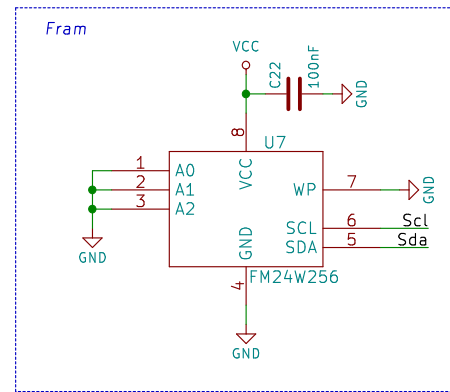 Fram
VCC
C22
100nF
GND
8
U7
VCC
1
A0
2
A1
3
A2
WP
7
GND
SCL
6
Scl
SDA
5
Sda
GND
GND
4
FM24W256
GND